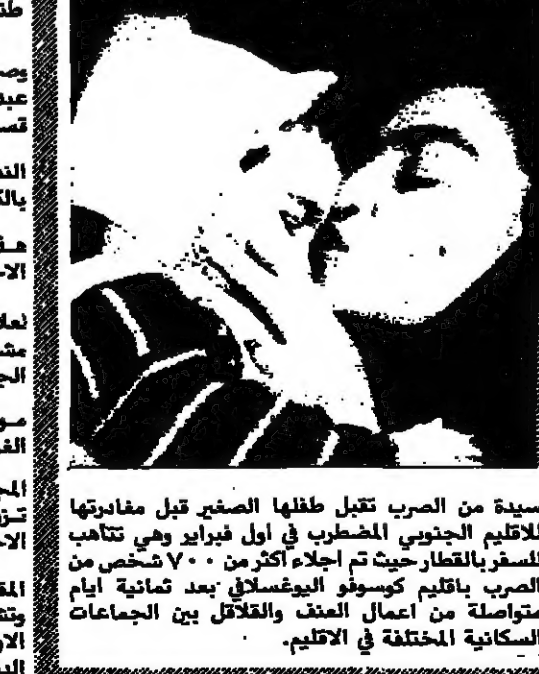 سيدة من الصرب تقبل طفلها الصغير قبل مغادرتها
للاقليم الجنوبي المضطرب في اول فبراير وهي تتأهب
للسفر بالقطار حيث تم اجلاء اكثر من ٧٠٠ شخص من
الصرب باقليم كوسوفو اليوغسلافي بعد ثمانية ايام
متواصلة من اعمال العنف والقلاقل بين الجماعات
السكانية المختلفة في الاقليم.